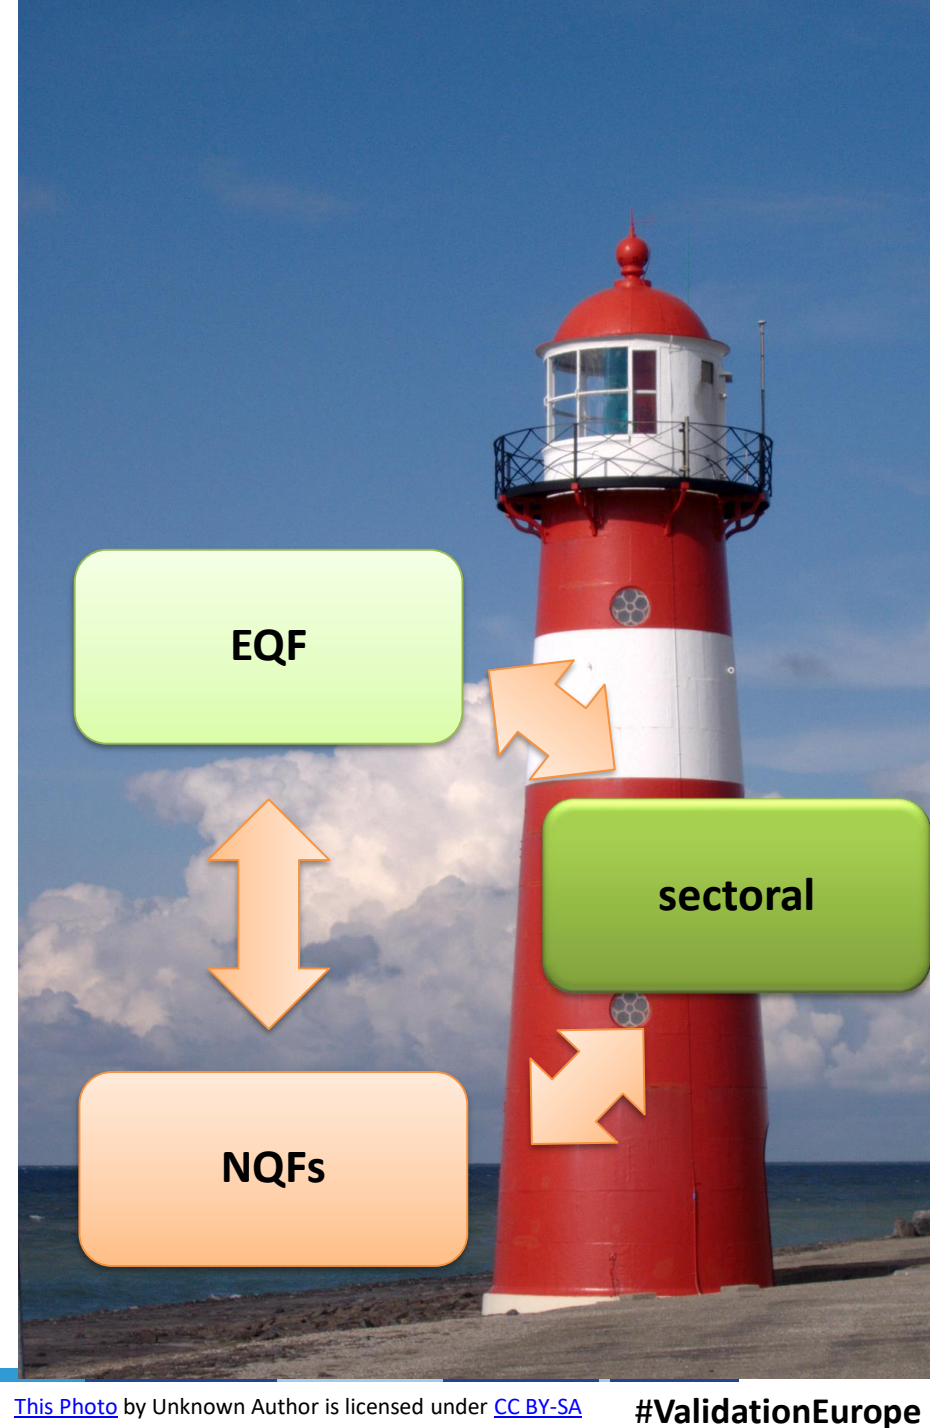 EQF
sectoral
NQFs
This Photo by Unknown Author is licensed under CC BY-SA
#ValidationEurope